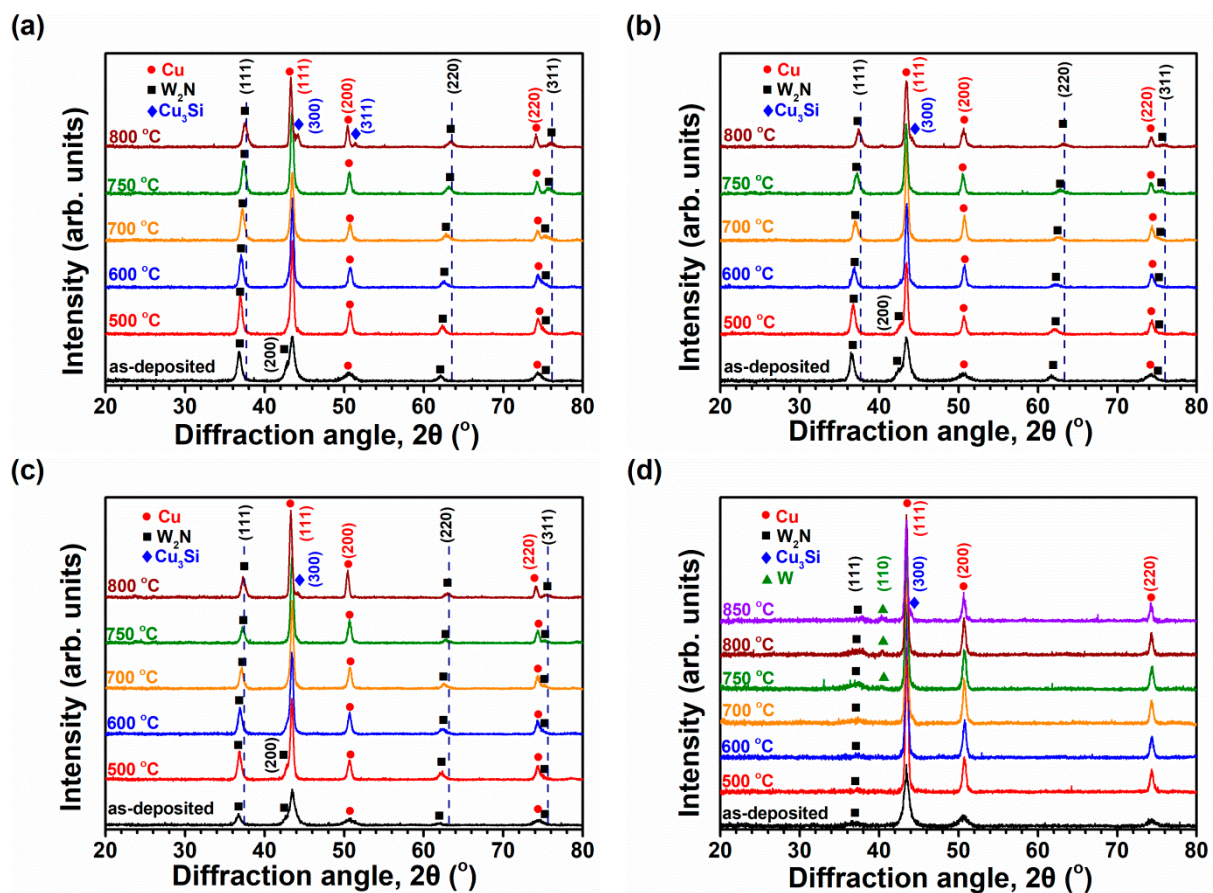 (a)
Cu
W₂N
Cu₃Si
(111)
(111)
(300)
(200)
(311)
(220)
(220)
(311)
800 °C
750 °C
700 °C
600 °C
500 °C
(200)
as-deposited
Intensity (arb. units)
20 30 40 50 60 70 80
Diffraction angle, 2θ (°)
(b)
Cu
W₂N
Cu₃Si
(111)
(111)
(300)
(200)
(220)
(220)
(311)
800 °C
750 °C
700 °C
600 °C
500 °C
(200)
as-deposited
Intensity (arb. units)
20 30 40 50 60 70 80
Diffraction angle, 2θ (°)
(c)
Cu
W₂N
Cu₃Si
(111)
(111)
(300)
(200)
(220)
(220)
(311)
800 °C
750 °C
700 °C
600 °C
500 °C
(200)
as-deposited
Intensity (arb. units)
20 30 40 50 60 70 80
Diffraction angle, 2θ (°)
(d)
Cu
W₂N
Cu₃Si
W
(111)
(110)
(111)
(300)
(200)
(220)
850 °C
800 °C
750 °C
700 °C
600 °C
500 °C
as-deposited
Intensity (arb. units)
20 30 40 50 60 70 80
Diffraction angle, 2θ (°)